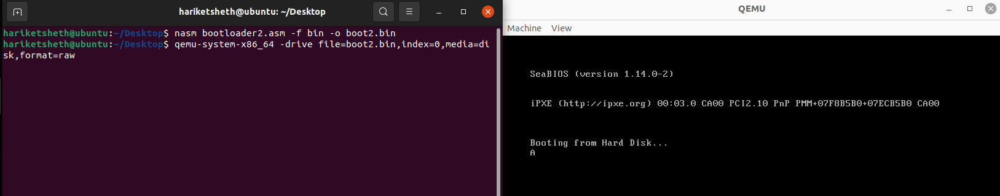 hariketsheth@ubuntu: ~/Desktop
hariketsheth@ubuntu:~/Desktop$ nasm bootloader2.asm -f bin -o boot2.bin
hariketsheth@ubuntu:~/Desktop$ qemu-system-x86_64 -drive file=boot2.bin,index=0,media=di
sk,format=raw
QEMU
Machine View
SeaBIOS (version 1.14.0-2)
iPXE (http://ipxe.org) 00:03.0 CA00 PCI2.10 PnP PMM+07F8B5B0+07ECB5B0 CA00
Booting from Hard Disk...
A